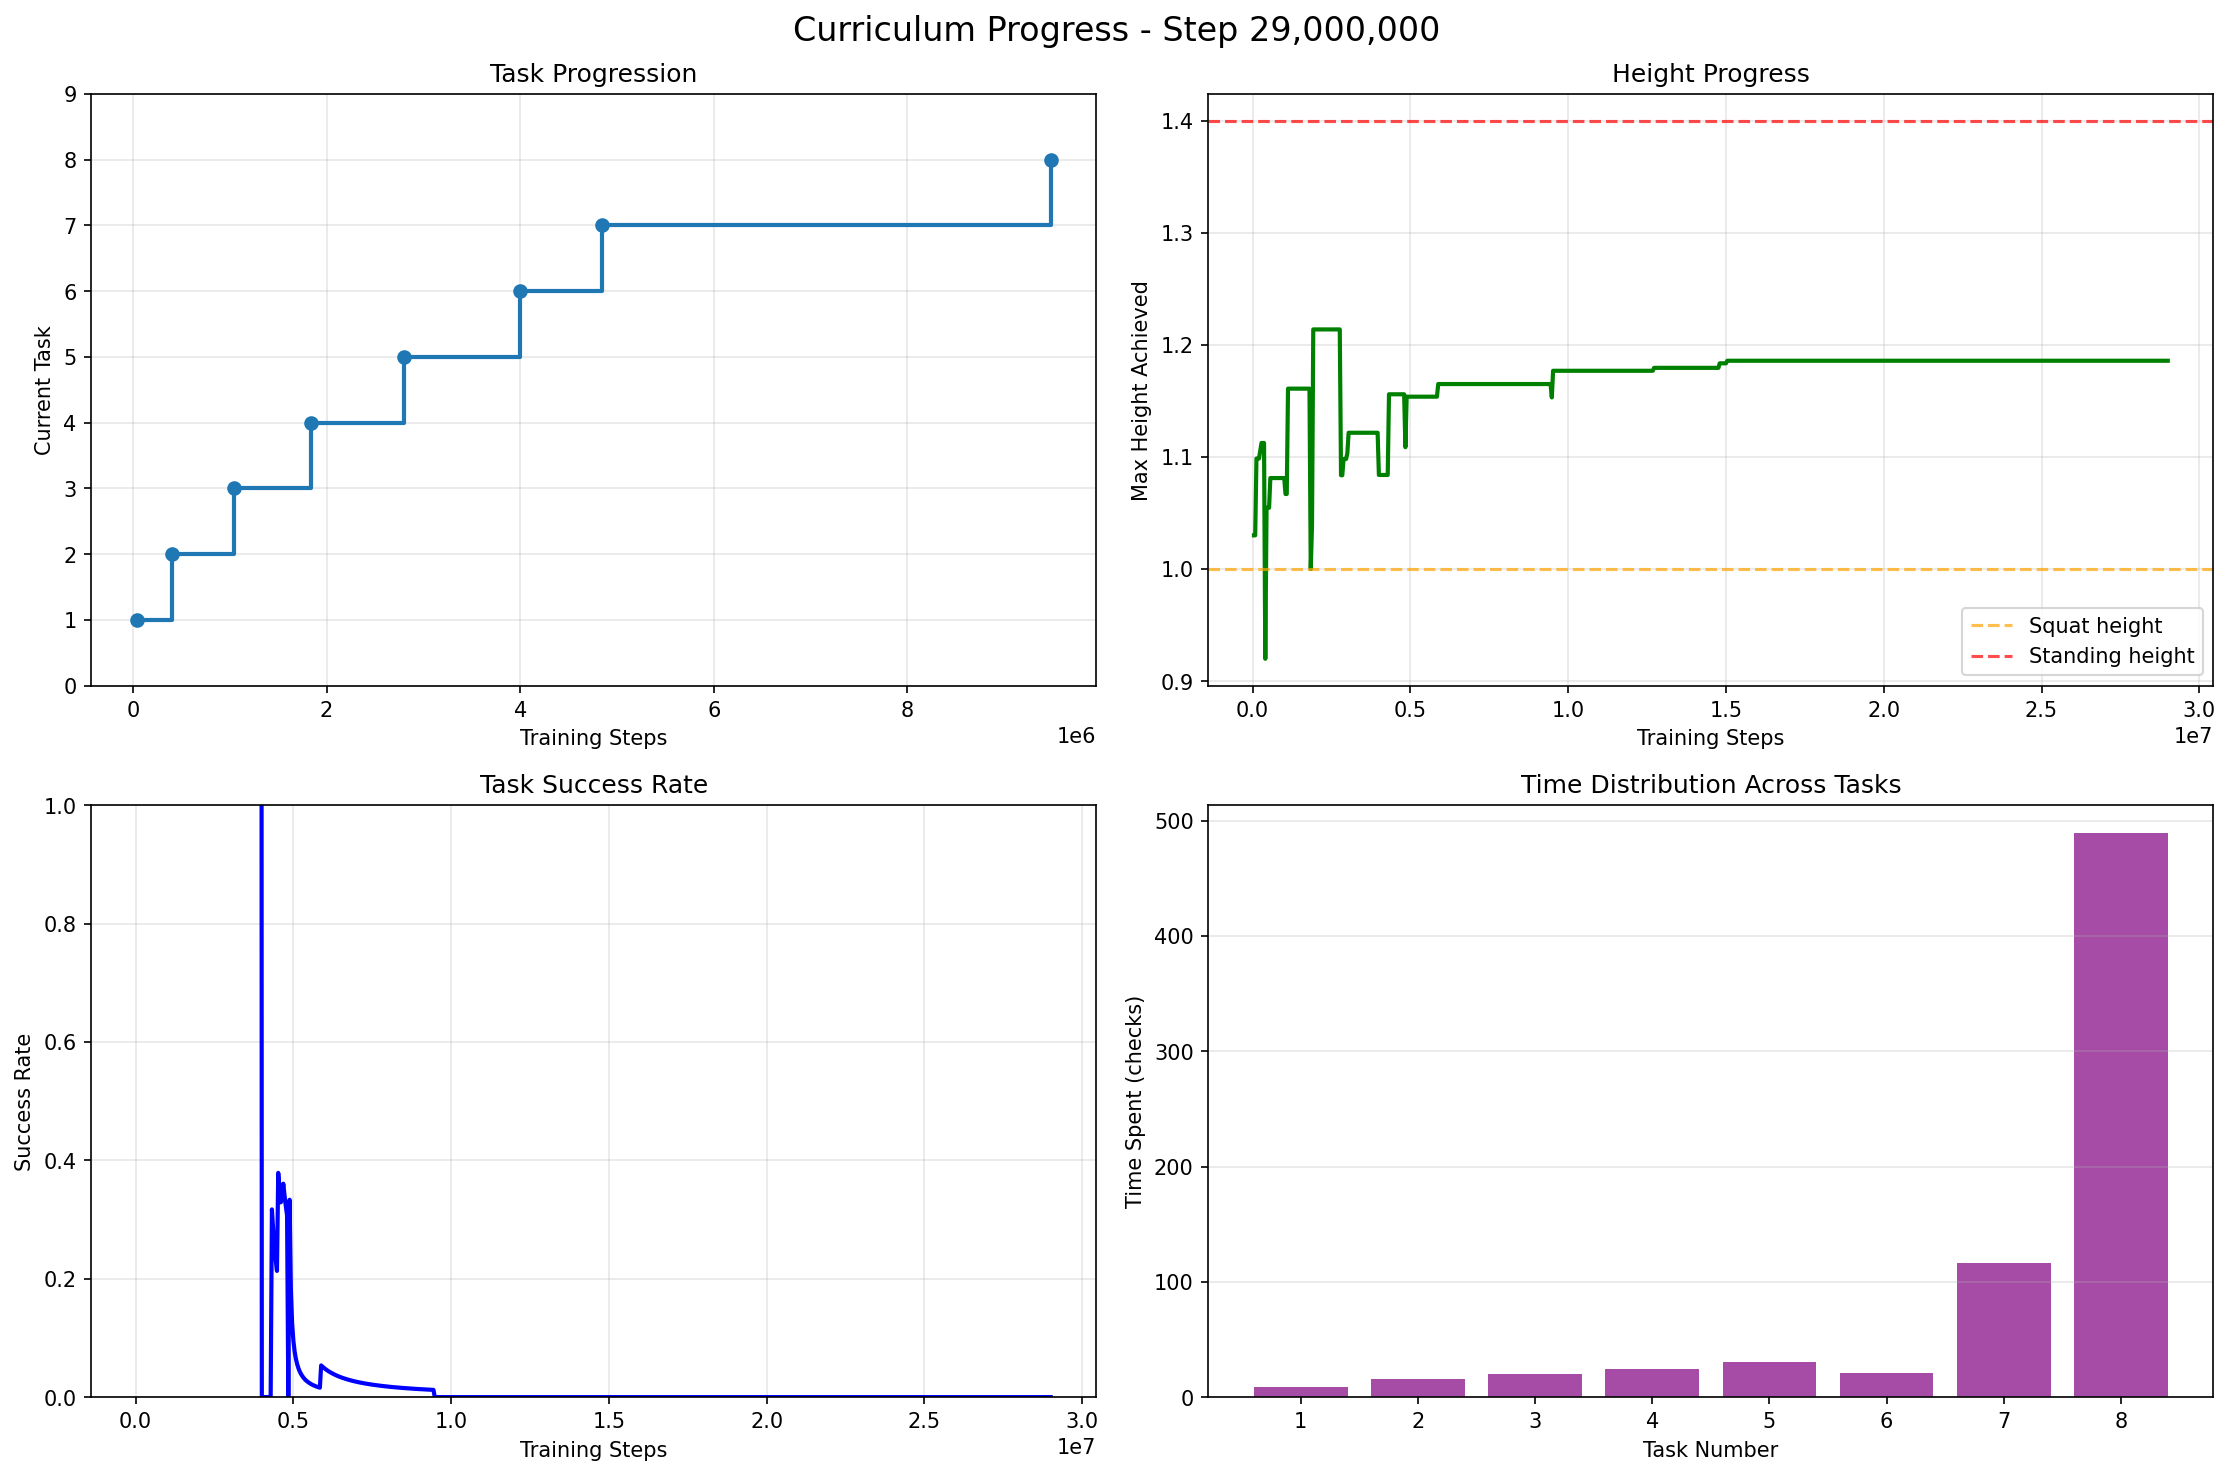 Curriculum Progress - Step 29,000,000
Task Progression
9
8
7
6
5
4
3
2
1
0
Current Task
0 2 4 6 8
1e6
Training Steps
Height Progress
1.4
1.3
1.2
1.1
1.0
0.9
Max Height Achieved
Squat height
Standing height
0.0 0.5 1.0 1.5 2.0 2.5 3.0
1e7
Training Steps
Task Success Rate
1.0
0.8
0.6
0.4
0.2
0.0
Success Rate
0.0 0.5 1.0 1.5 2.0 2.5 3.0
1e7
Training Steps
Time Distribution Across Tasks
500
400
300
200
100
0
Time Spent (checks)
1 2 3 4 5 6 7 8
Task Number